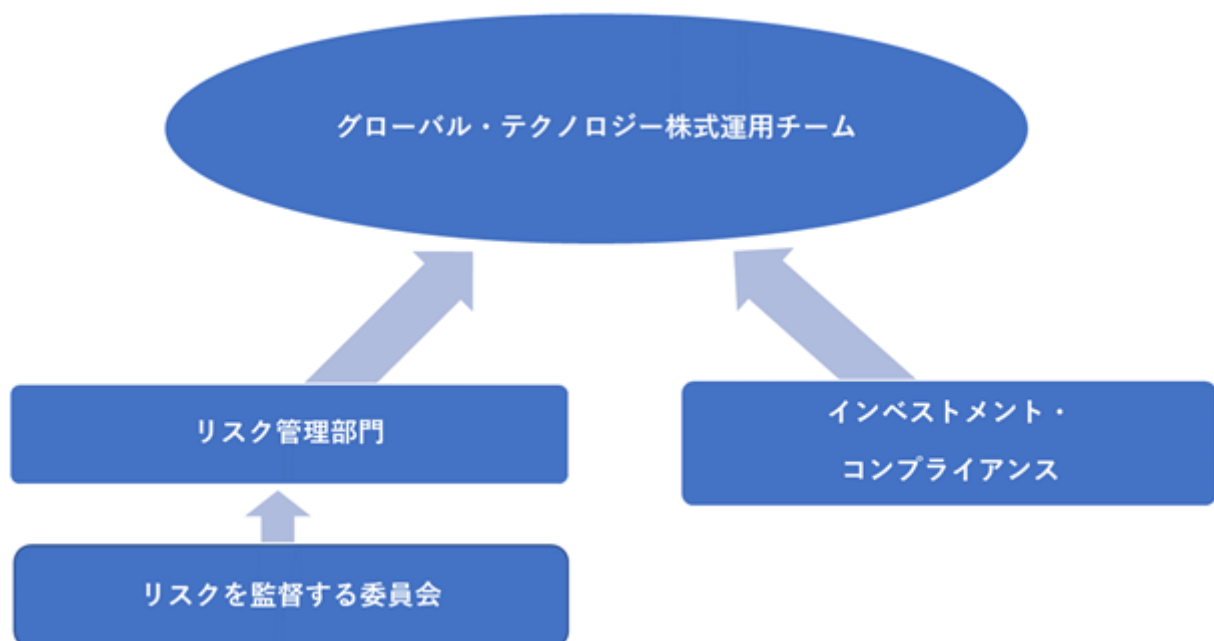 グローバル・テクノロジー株式運用チーム
リスク管理部門
インベストメント・
コンプライアンス
リスクを監督する委員会